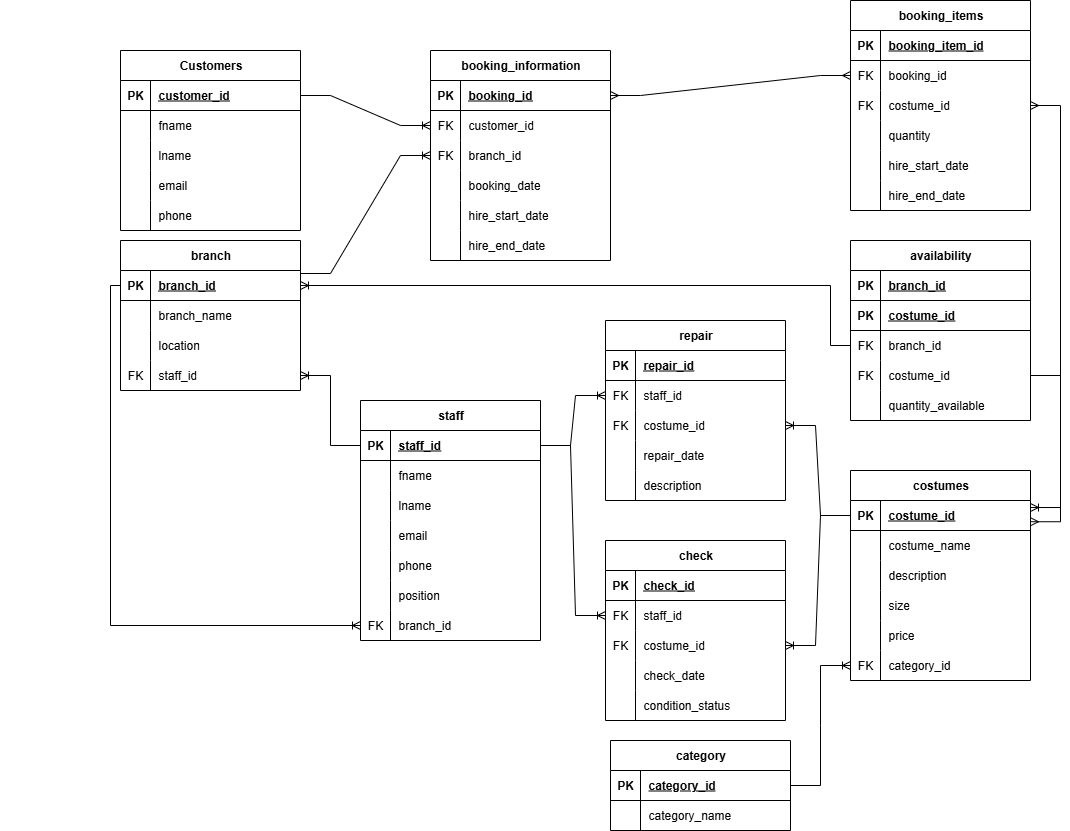 Customers
PK customer_id
fname
lname
email
phone
booking_information
PK booking_id
FK customer_id
FK branch_id
booking_date
hire_start_date
hire_end_date
booking_items
PK booking_item_id
FK booking_id
FK costume_id
quantity
hire_start_date
hire_end_date
branch
PK branch_id
branch_name
location
FK staff_id
availability
PK branch_id
PK costume_id
FK branch_id
FK costume_id
quantity_available
repair
PK repair_id
FK staff_id
FK costume_id
repair_date
description
staff
PK staff_id
fname
lname
email
phone
position
FK branch_id
costumes
PK costume_id
costume_name
description
size
price
FK category_id
check
PK check_id
FK staff_id
FK costume_id
check_date
condition_status
category
PK category_id
category_name